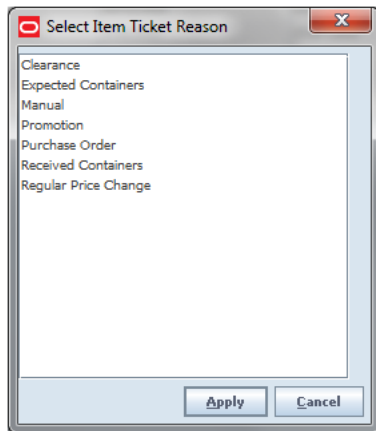 Select Item Ticket Reason
Clearance
Expected Containers
Manual
Promotion
Purchase Order
Received Containers
Regular Price Change
Apply Cancel